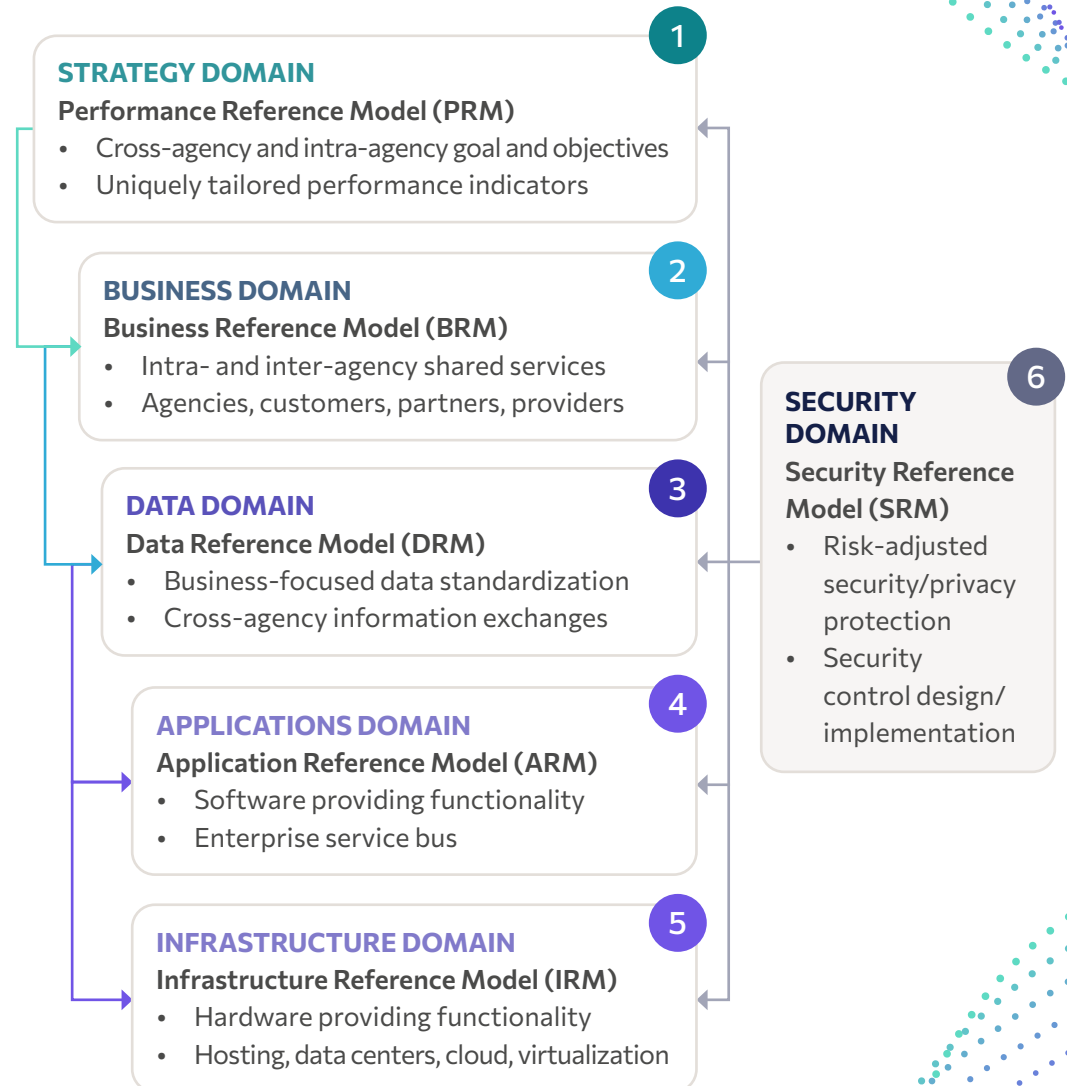 1
STRATEGY DOMAIN
Performance Reference Model (PRM)
• Cross-agency and intra-agency goal and objectives
• Uniquely tailored performance indicators
2
BUSINESS DOMAIN
Business Reference Model (BRM)
• Intra- and inter-agency shared services
• Agencies, customers, partners, providers
3
DATA DOMAIN
Data Reference Model (DRM)
• Business-focused data standardization
• Cross-agency information exchanges
4
APPLICATIONS DOMAIN
Application Reference Model (ARM)
• Software providing functionality
• Enterprise service bus
5
INFRASTRUCTURE DOMAIN
Infrastructure Reference Model (IRM)
• Hardware providing functionality
• Hosting, data centers, cloud, virtualization
6
SECURITY
DOMAIN
Security Reference
Model (SRM)
• Risk-adjusted
security/privacy
protection
• Security
control design/
implementation